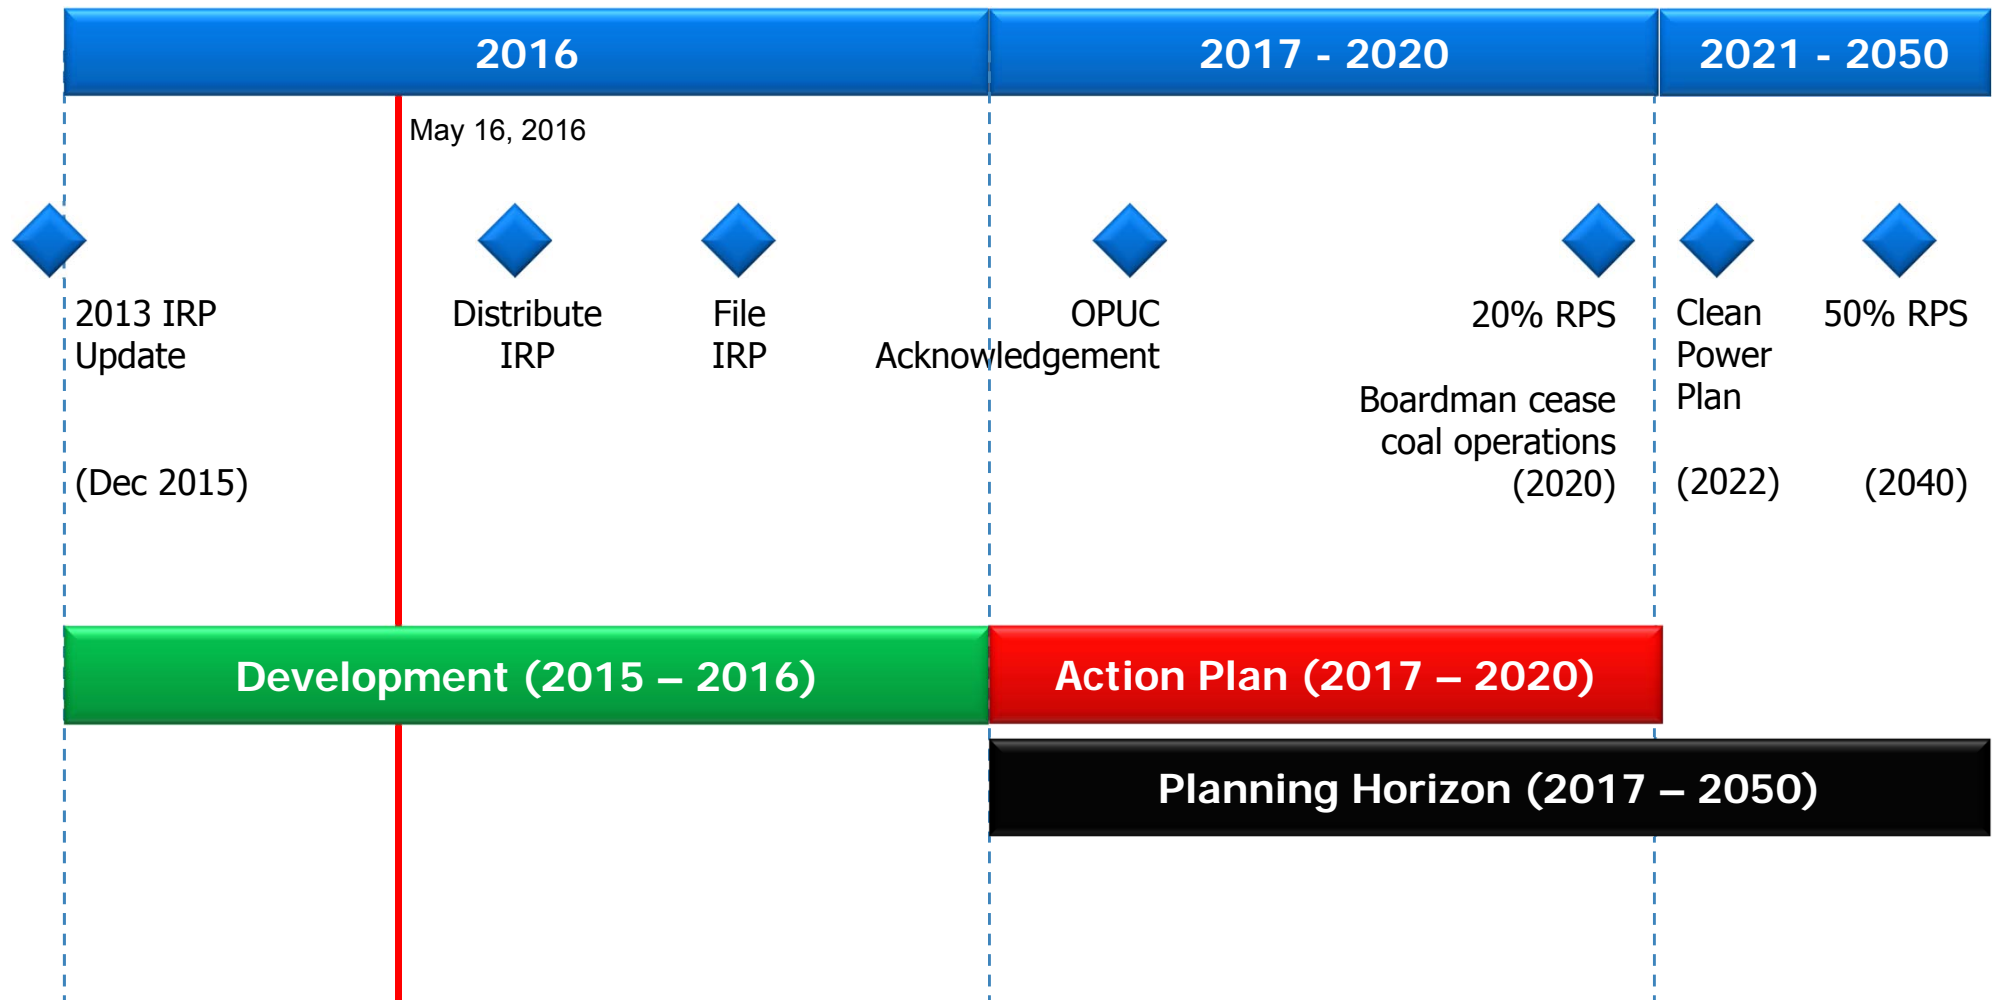 2016
2017 - 2020
2021 - 2050
May 16, 2016
2013 IRP
Update
(Dec 2015)
Distribute
IRP
File
IRP
OPUC
Acknowledgement
20% RPS
Boardman cease
coal operations
(2020)
Clean
Power
Plan
(2022)
50% RPS
(2040)
Development (2015 – 2016)
Action Plan (2017 – 2020)
Planning Horizon (2017 – 2050)